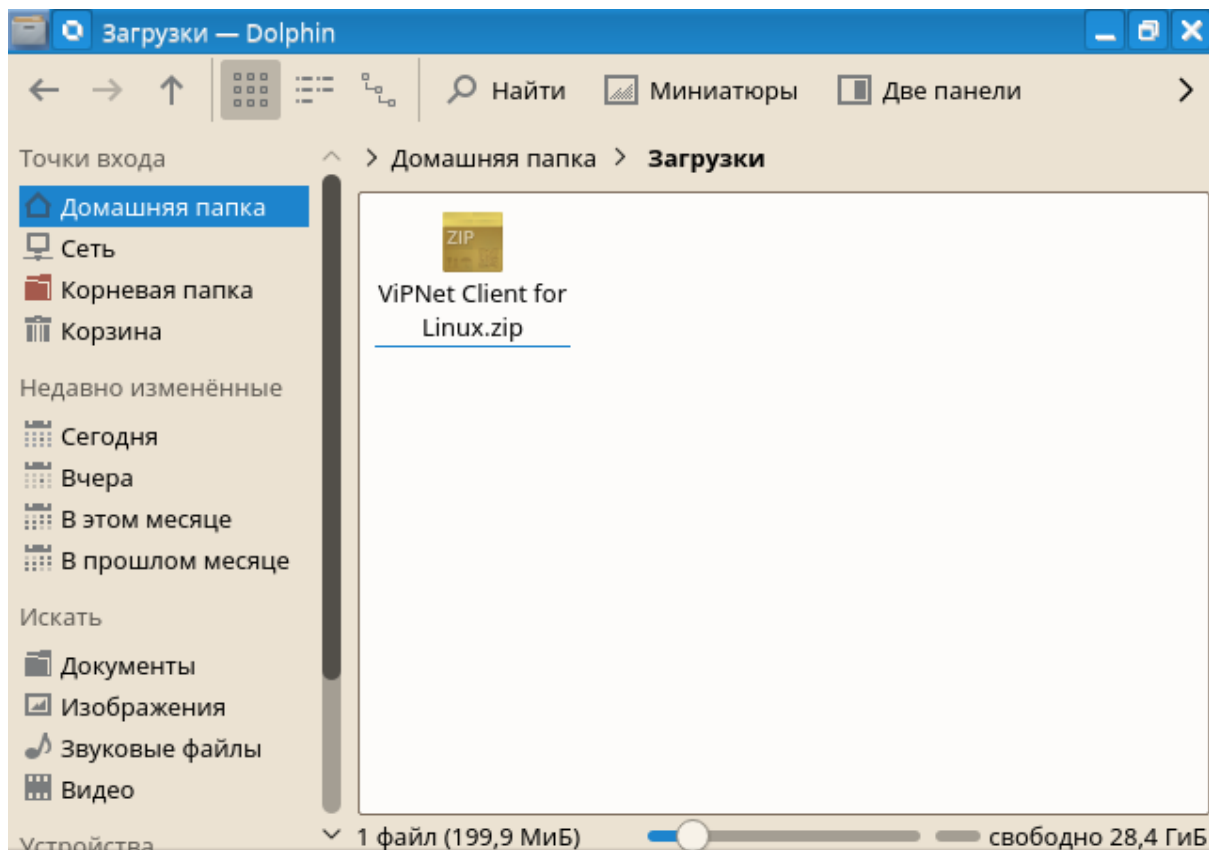 Загрузки — Dolphin
Найти Миниатюры Две панели
Точки входа
Домашняя папка
Сеть
Корневая папка
Корзина
Недавно изменённые
Сегодня
Вчера
В этом месяце
В прошлом месяце
Искать
Документы
Изображения
Звуковые файлы
Видео
Устройства
> Домашняя папка > Загрузки
ZIP
ViPNet Client for
Linux.zip
1 файл (199,9 МиБ) свободно 28,4 ГиБ